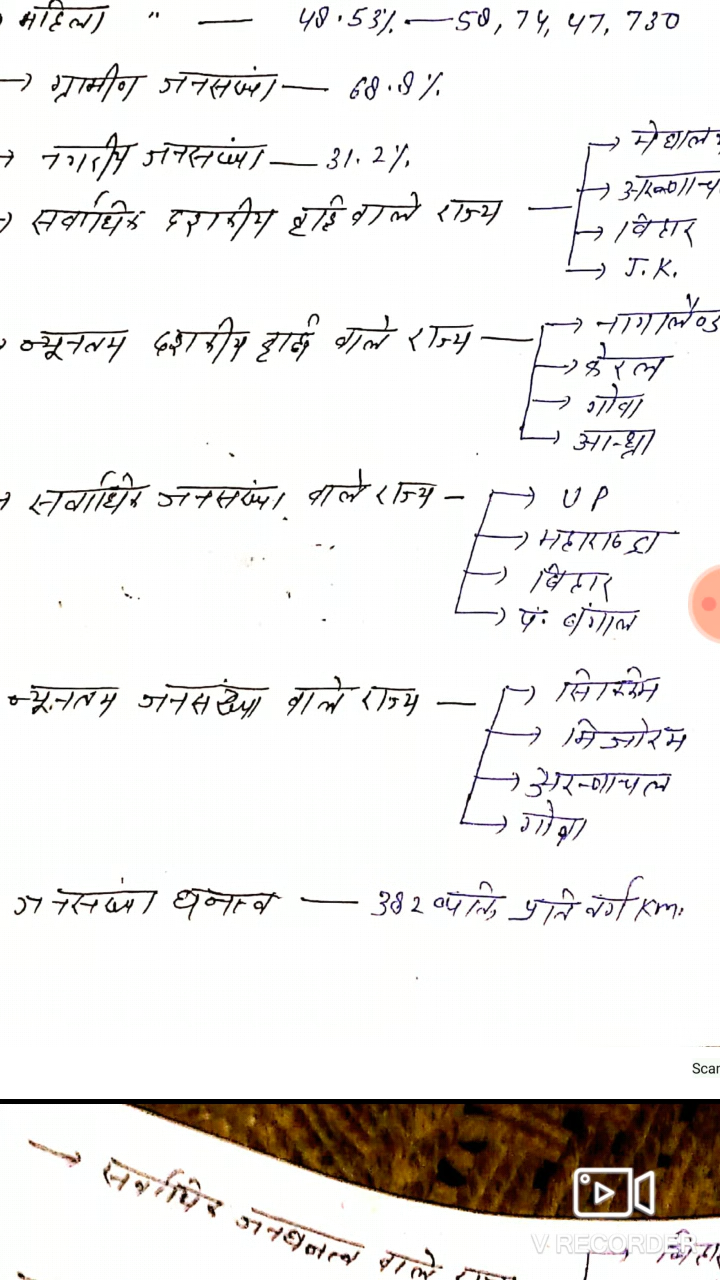 महिला " — 48.53% — 58,74,47,730
→ ग्रामीण जनसंख्या — 68.8%
→ नगरीय जनसंख्या — 31.2%
→ सर्वाधिक दशकीय वृद्धि वाले राज्य —
→ मेघालय
→ अरुणाच
→ बिहार
→ J.K.
न्यूनतम दशकीय वृद्धि वाले राज्य —
→ नागालैण्ड
→ केरल
→ गोवा
→ आन्ध्रा
→ सर्वाधिक जनसंख्या वाले राज्य –
→ UP
→ महाराष्ट्रा
→ बिहार
→ पं. बंगाल
न्यूनतम जनसंख्या वाले राज्य —
→ सिक्किम
→ मिजोरम
→ अरुणाचल
→ गोवा
जनसंख्या घनत्व — 382 व्यक्ति प्रति वर्ग Km.
Scar
→ सर्वाधिक जनघनत्व वाले
V RECORDER